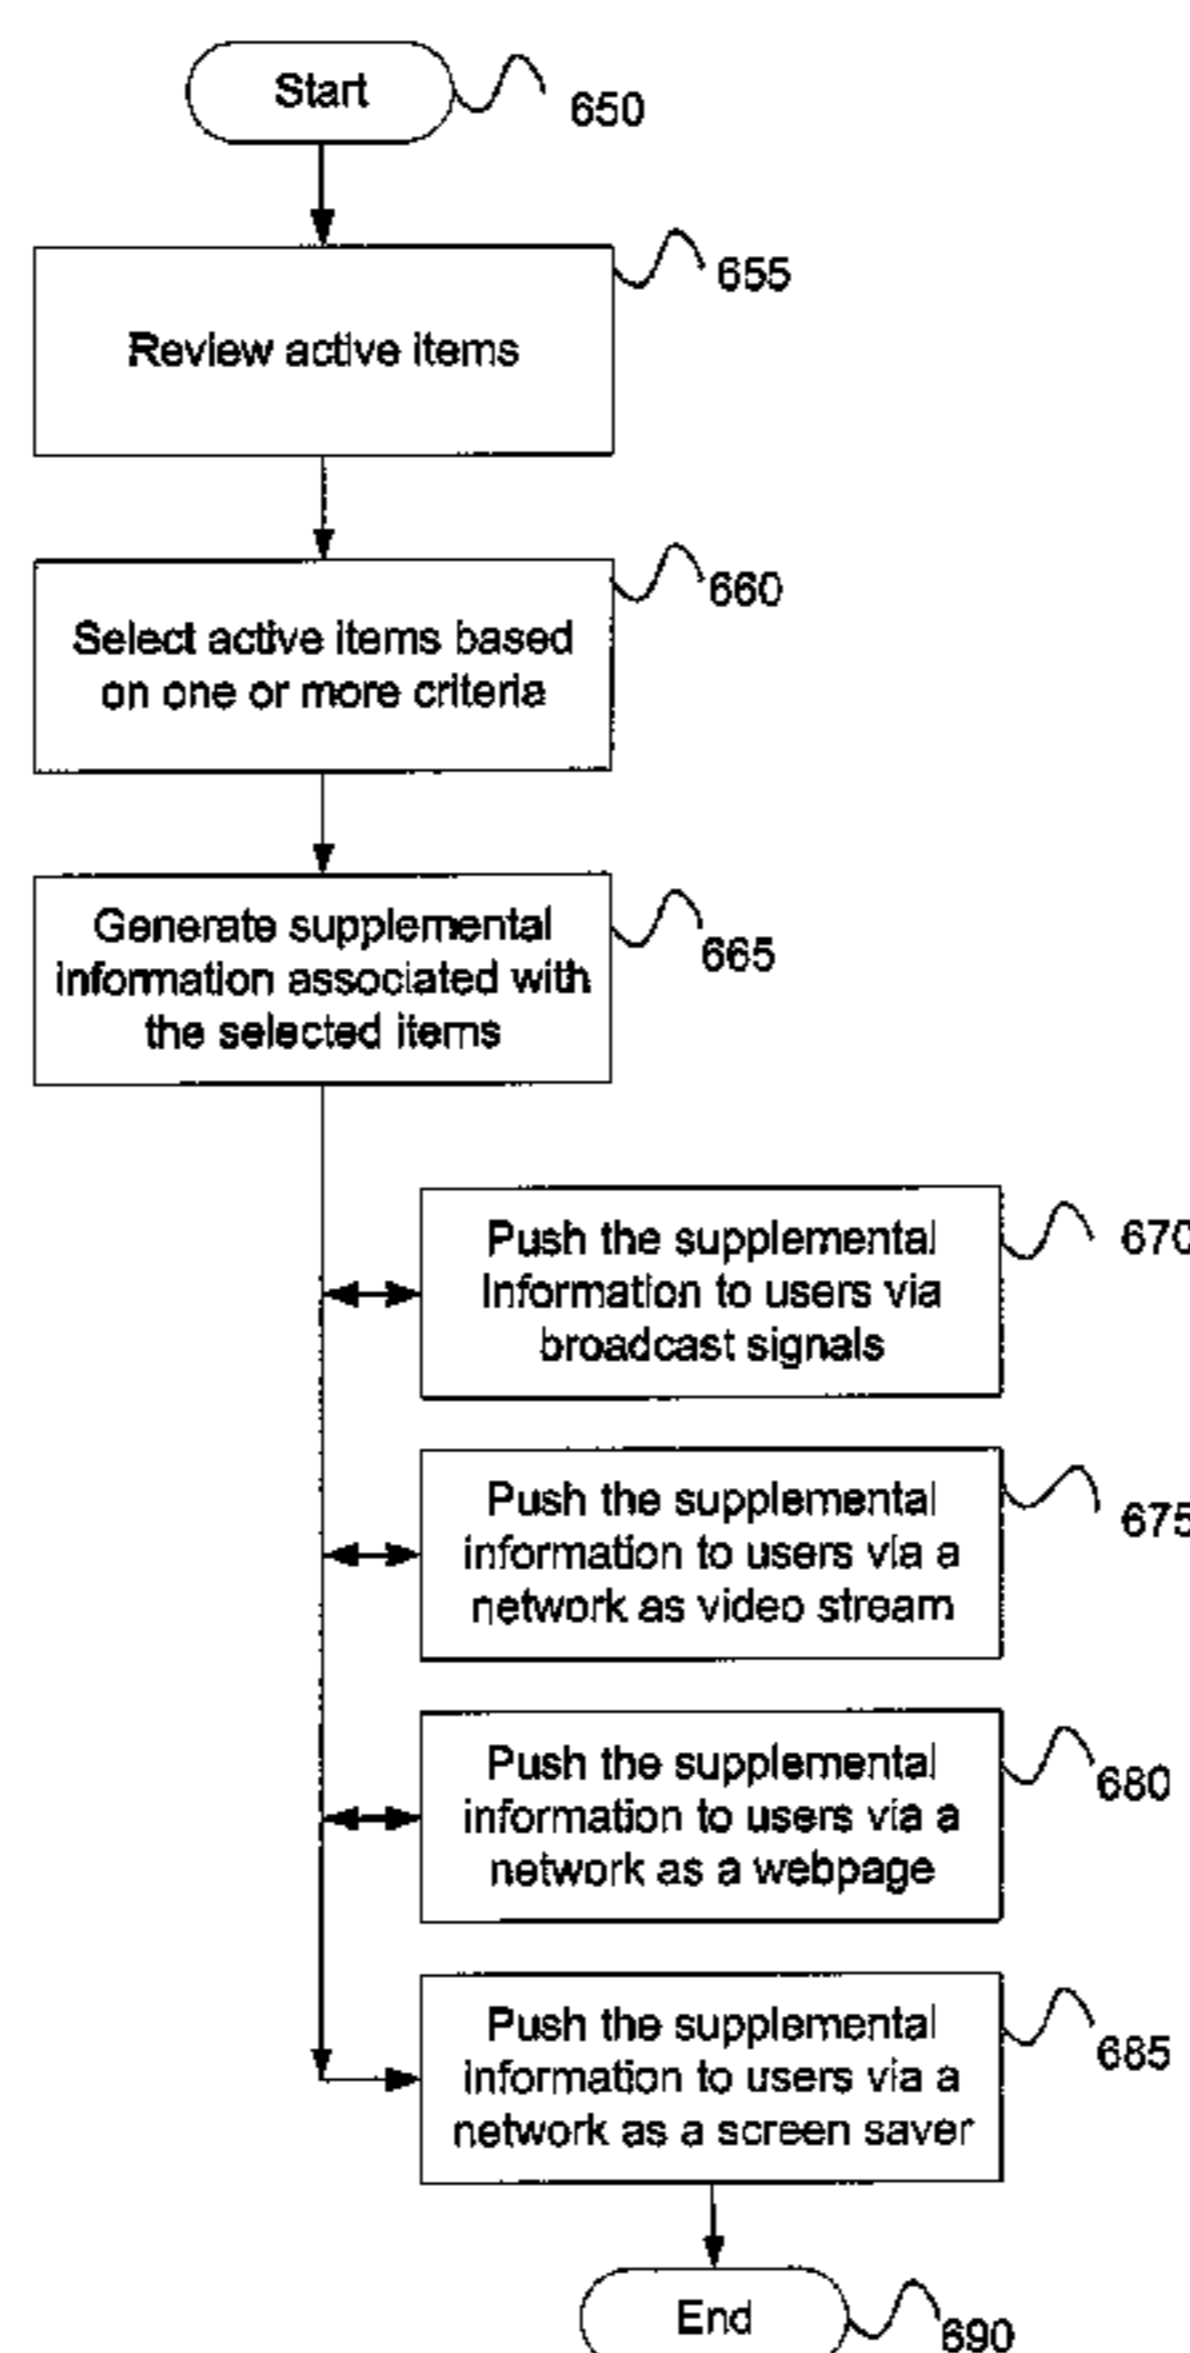 Start
650
655
Review active items
660
Select active items based
on one or more criteria
Generate supplemental
information associated with
the selected items
665
Push the supplemental
Information to users via
broadcast signals
670
Push the supplemental
information to users via a
network as video stream
675
Push the supplemental
information to users via a
network as a webpage
680
Push the supplemental
information to users via a
network as a screen saver
685
End
690